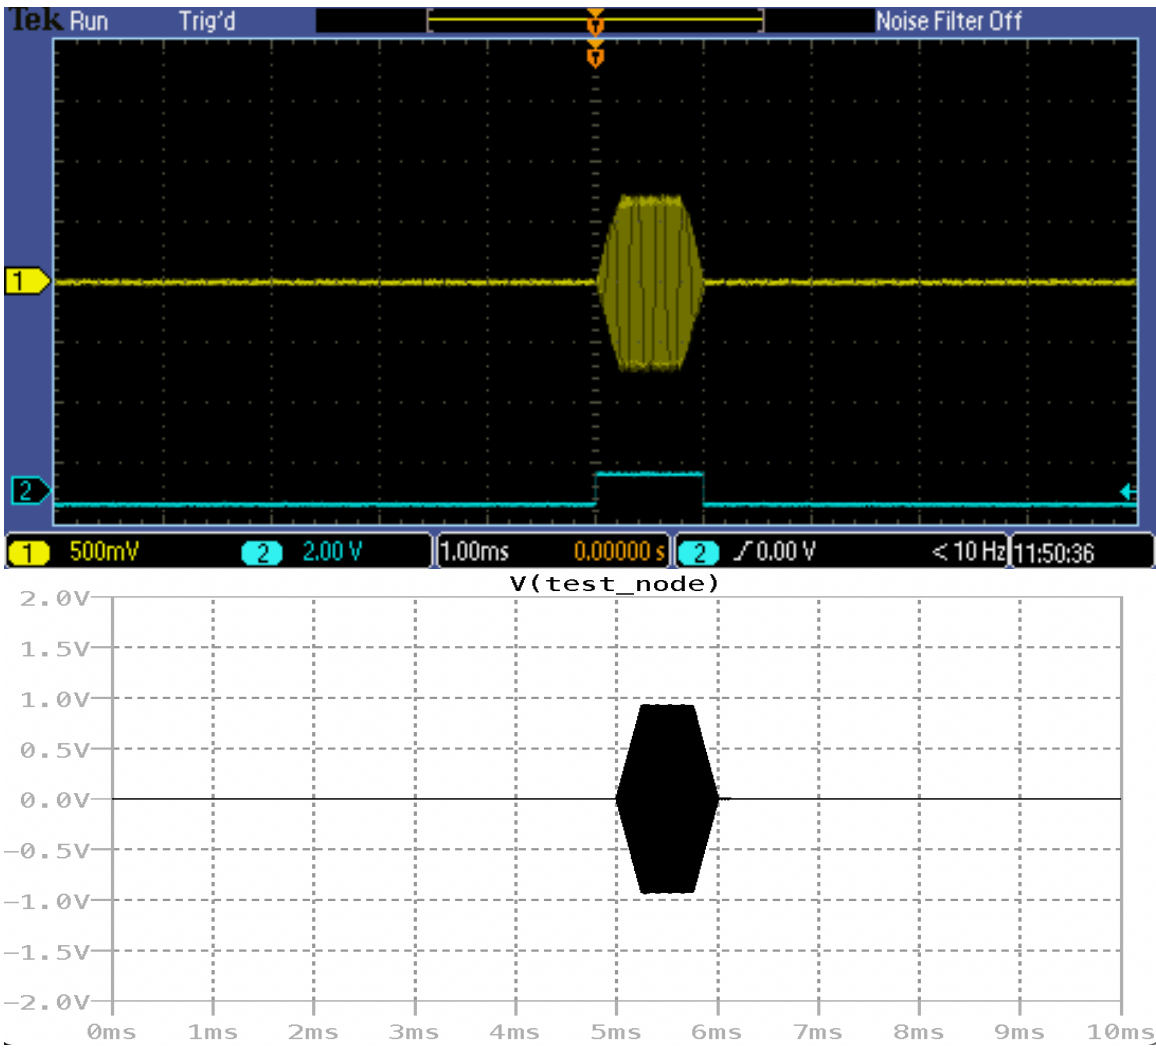 Tek Run Trig'd Noise Filter Off
T
T
1
2
1 500mV 2 2.00 V 1.00ms 0.00000 s 2 0.00 V < 10 Hz 11:50:36
V(test_node)
2.0V
1.5V
1.0V
0.5V
0.0V
-0.5V
-1.0V
-1.5V
-2.0V
0ms 1ms 2ms 3ms 4ms 5ms 6ms 7ms 8ms 9ms 10ms